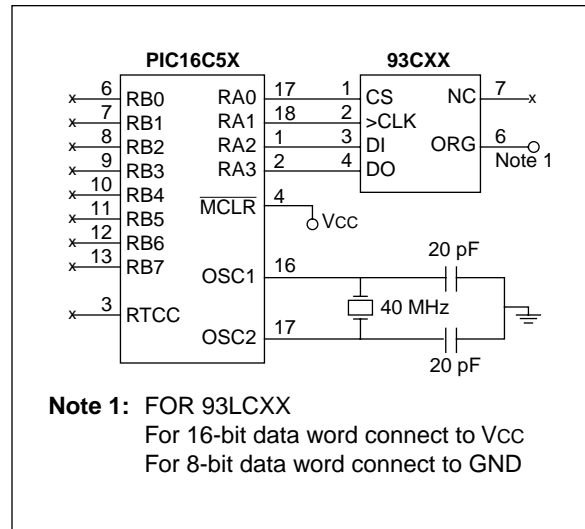 PIC16C5X 93CXX
x 6 RB0 RA0 17 1 CS NC 7 x
x 7 RB1 RA1 18 2 >CLK
x 8 RB2 RA2 1 3 DI ORG 6
x 9 RB3 RA3 2 4 DO Note 1
x 10 RB4 MCLR 4
x 11 RB5 VCC
x 12 RB6
x 13 RB7
OSC1 16 20 pF
x 3 RTCC 40 MHz
OSC2 17
20 pF
Note 1: FOR 93LCXX
For 16-bit data word connect to VCC
For 8-bit data word connect to GND